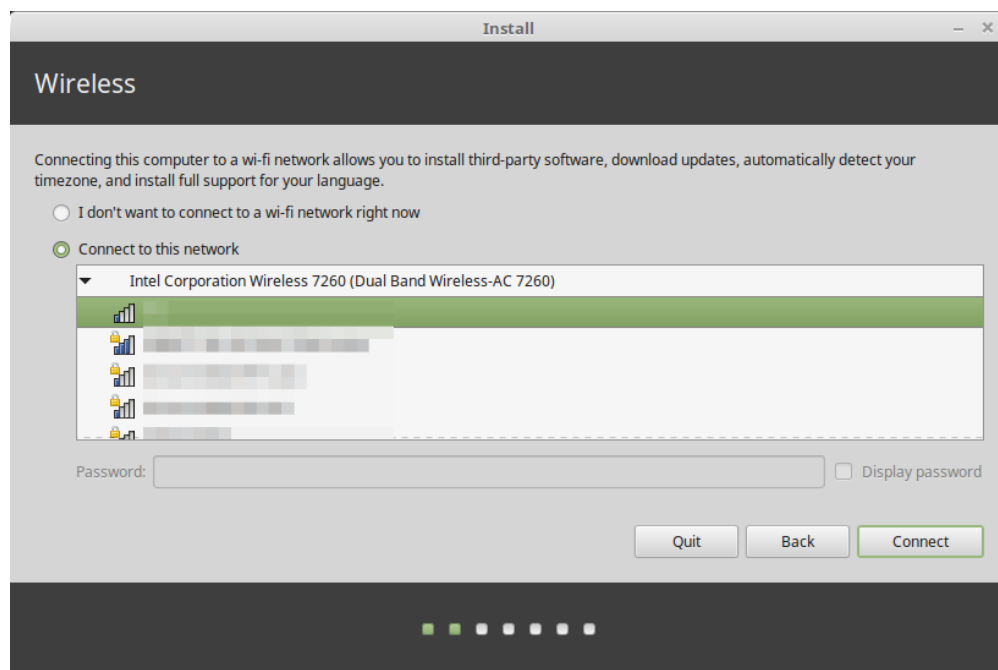 Install
Wireless
Connecting this computer to a wi-fi network allows you to install third-party software, download updates, automatically detect your
timezone, and install full support for your language.
I don't want to connect to a wi-fi network right now
Connect to this network
Intel Corporation Wireless 7260 (Dual Band Wireless-AC 7260)
Password:
Display password
Quit
Back
Connect